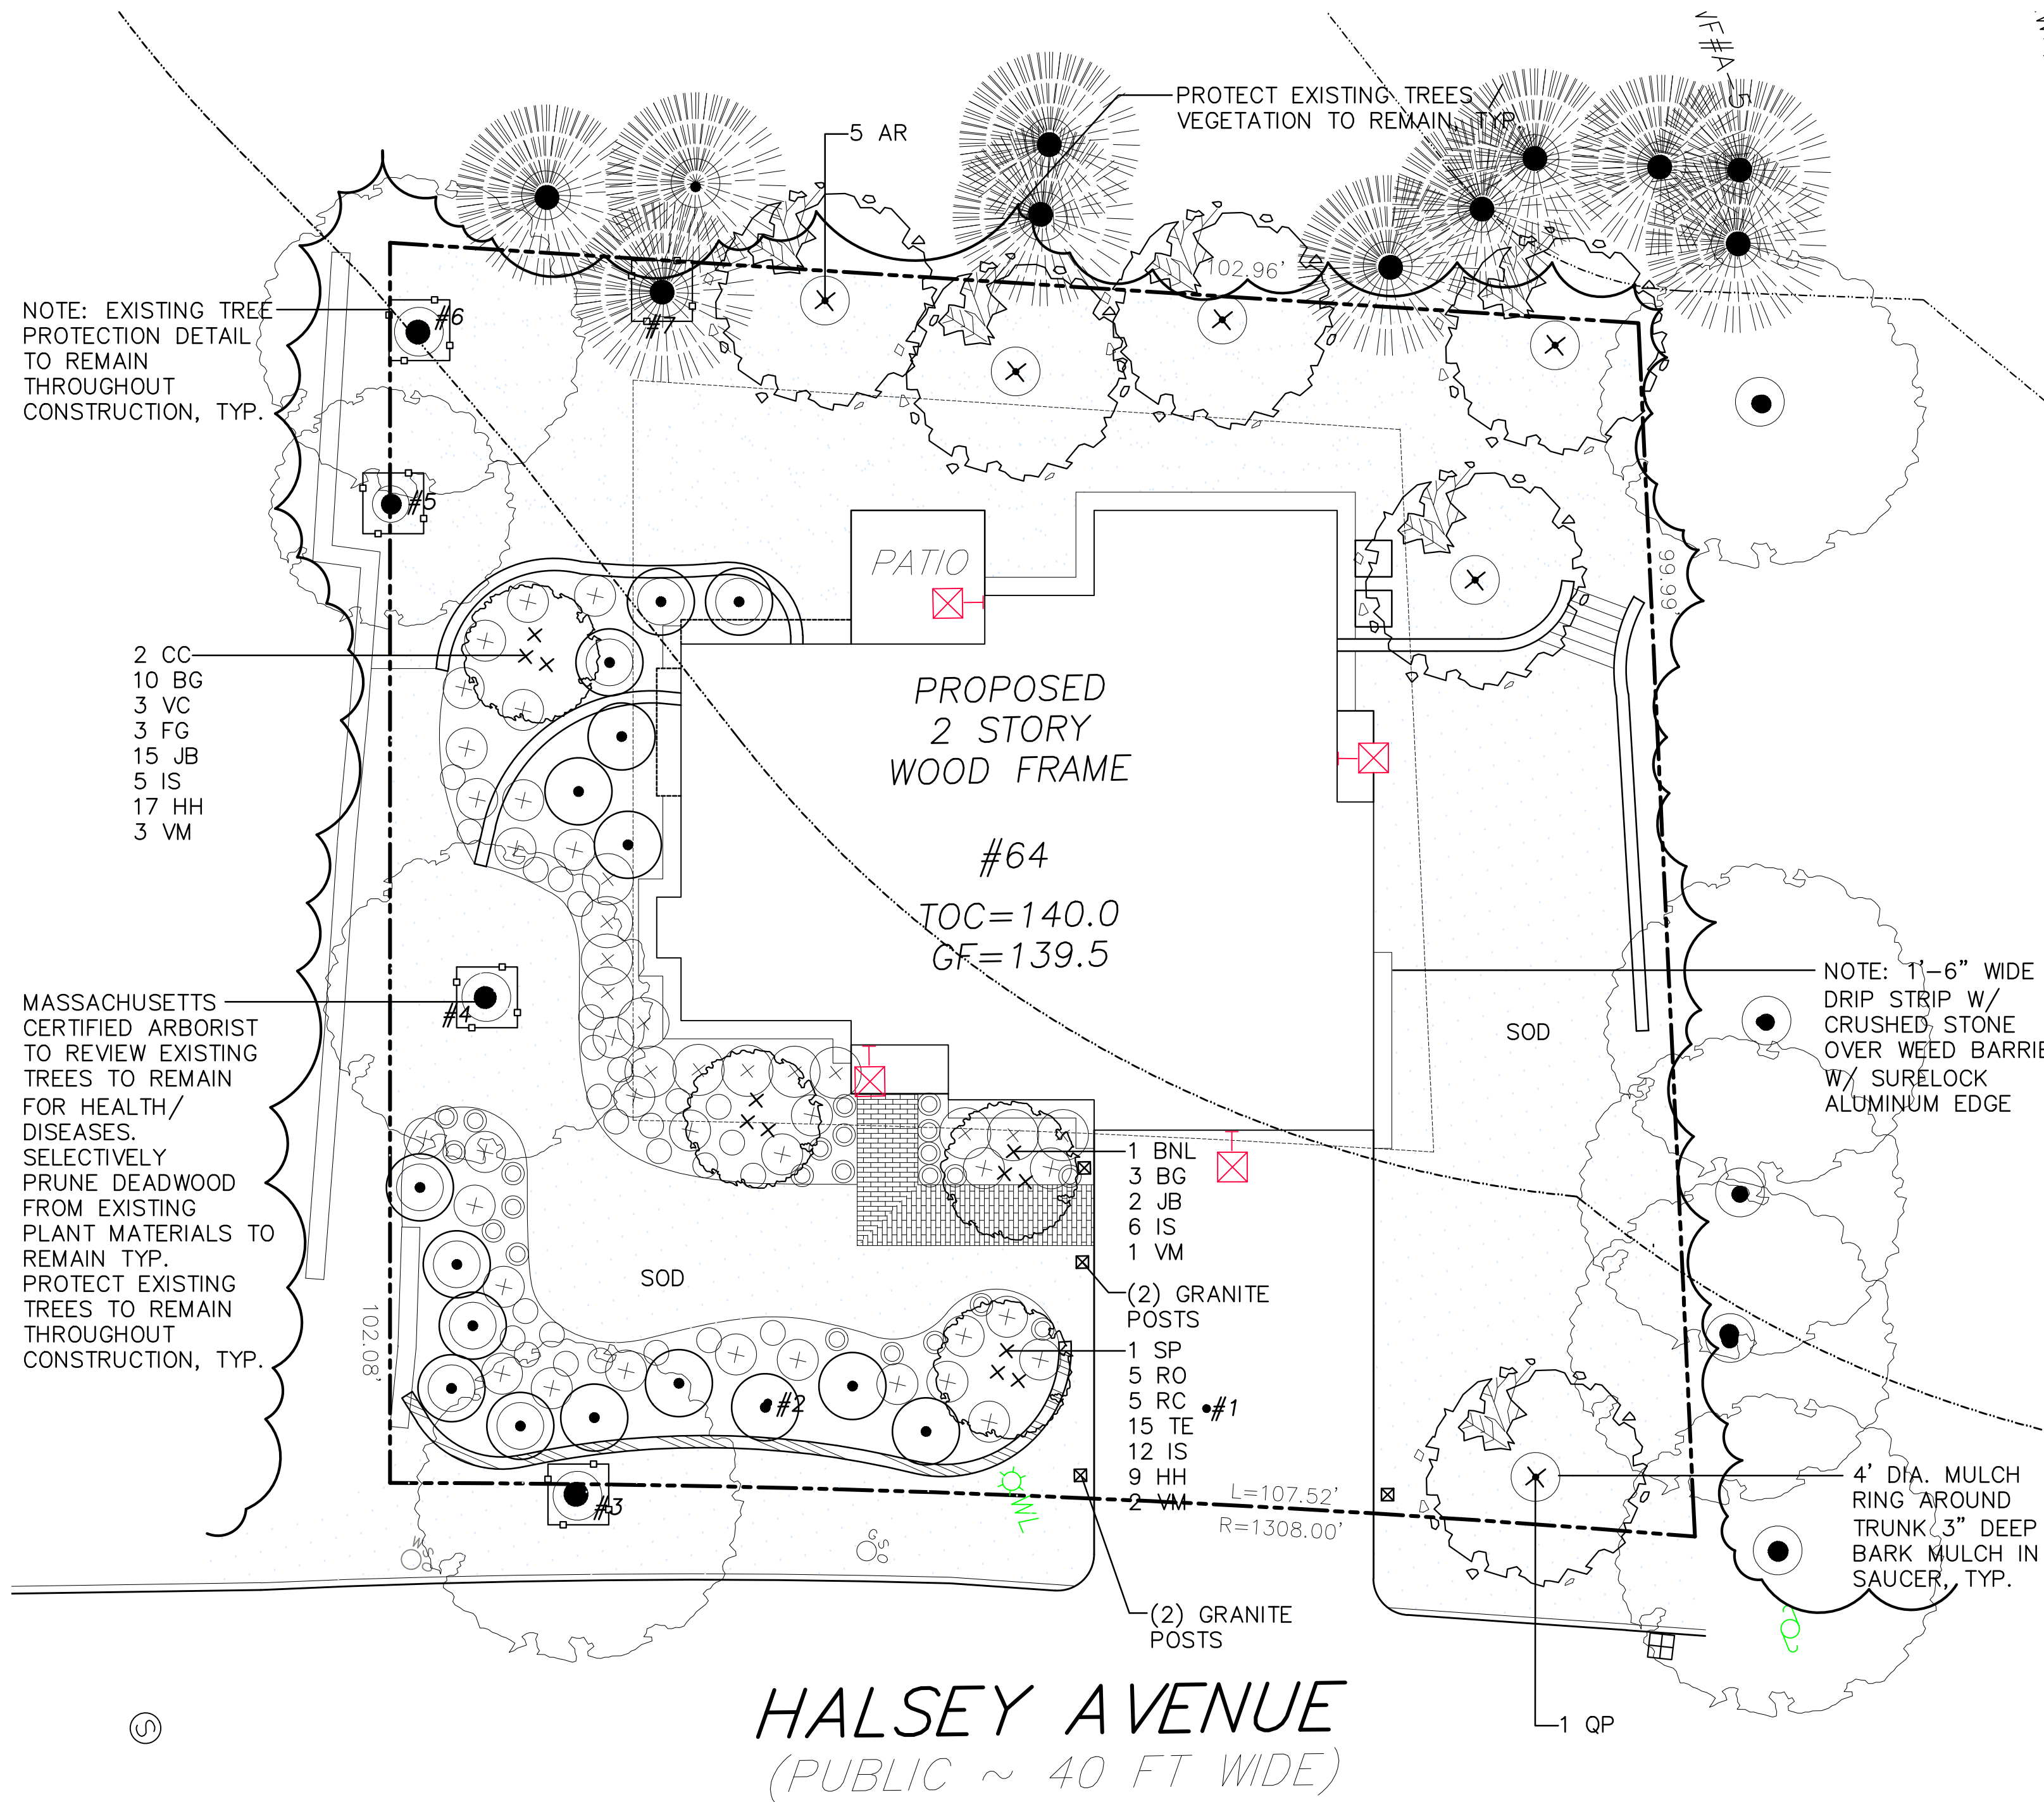 VF#A-5
PROTECT EXISTING TREES
VEGETATION TO REMAIN, TYP.
5 AR
102.96'
NOTE: EXISTING TREE
PROTECTION DETAIL
TO REMAIN
THROUGHOUT
CONSTRUCTION, TYP.
#6
#7
#5
PATIO
99.99'
2 CC
10 BG
3 VC
3 FG
15 JB
5 IS
17 HH
3 VM
PROPOSED
2 STORY
WOOD FRAME
#64
TOC=140.0
GF=139.5
MASSACHUSETTS
CERTIFIED ARBORIST
TO REVIEW EXISTING
TREES TO REMAIN
FOR HEALTH/
DISEASES.
SELECTIVELY
PRUNE DEADWOOD
FROM EXISTING
PLANT MATERIALS TO
REMAIN TYP.
PROTECT EXISTING
TREES TO REMAIN
THROUGHOUT
CONSTRUCTION, TYP.
#4
SOD
NOTE: 1'-6" WIDE
DRIP STRIP W/
CRUSHED STONE
OVER WEED BARRIE
W/ SURELOCK
ALUMINUM EDGE
1 BNL
3 BG
2 JB
6 IS
1 VM
SOD
102.08'
(2) GRANITE
POSTS
1 SP
5 RO
5 RC
15 TE
12 IS
9 HH
2 VM
#2
#1
#3
WL
L=107.52'
R=1308.00'
4' DIA. MULCH
RING AROUND
TRUNK 3" DEEP
BARK MULCH IN
SAUCER, TYP.
WSO
GSO
(2) GRANITE
POSTS
1 QP
S
HALSEY AVENUE
(PUBLIC ~ 40 FT WIDE)